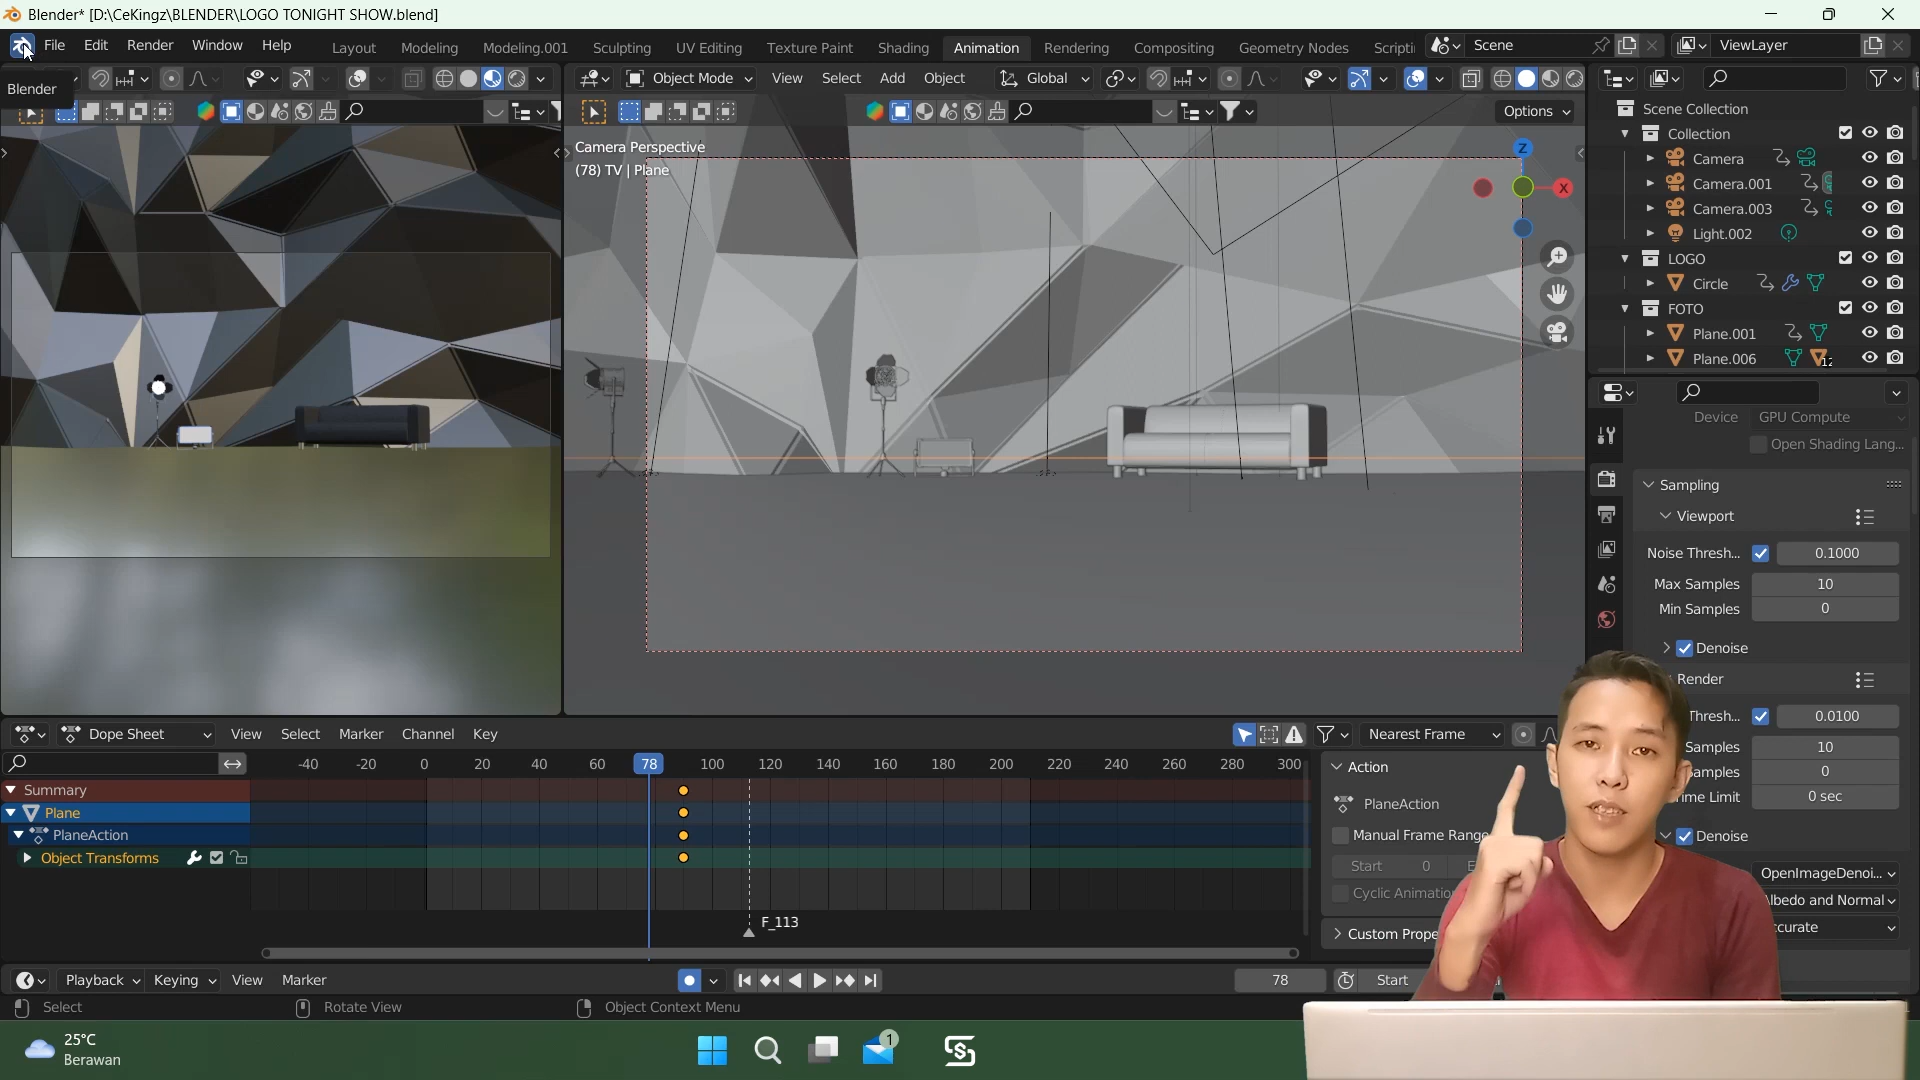 Blender* [D:\CeKingz\BLENDER\LOGO TONIGHT SHOW.blend]
File Edit Render Window Help
Layout Modeling Modeling.001 Sculpting UV Editing Texture Paint Shading Animation Rendering Compositing Geometry Nodes Scripti
Scene
ViewLayer
Blender
Object Mode View Select Add Object Global
Options
Camera Perspective
(78) TV | Plane
Z
X
Scene Collection
Collection
Camera
Camera.001
Camera.003
Light.002
LOGO
Circle
FOTO
Plane.001
Plane.006
12
Device GPU Compute
Open Shading Lang...
Sampling
Viewport
Noise Thresh... 0.1000
Max Samples 10
Min Samples 0
Denoise
Render
Thresh... 0.0100
Samples 10
amples 0
ime Limit 0 sec
Denoise
OpenImageDenoi...
lbedo and Normal
curate
Dope Sheet View Select Marker Channel Key
Nearest Frame
-40 -20 0 20 40 60 78 100 120 140 160 180 200 220 240 260 280 300
Summary
Plane
PlaneAction
Object Transforms
F_113
Action
PlaneAction
Manual Frame Range
Start 0 E
Cyclic Animatio
Custom Prope
Playback Keying View Marker
78 Start
Select Rotate View Object Context Menu
25°C
Berawan
1